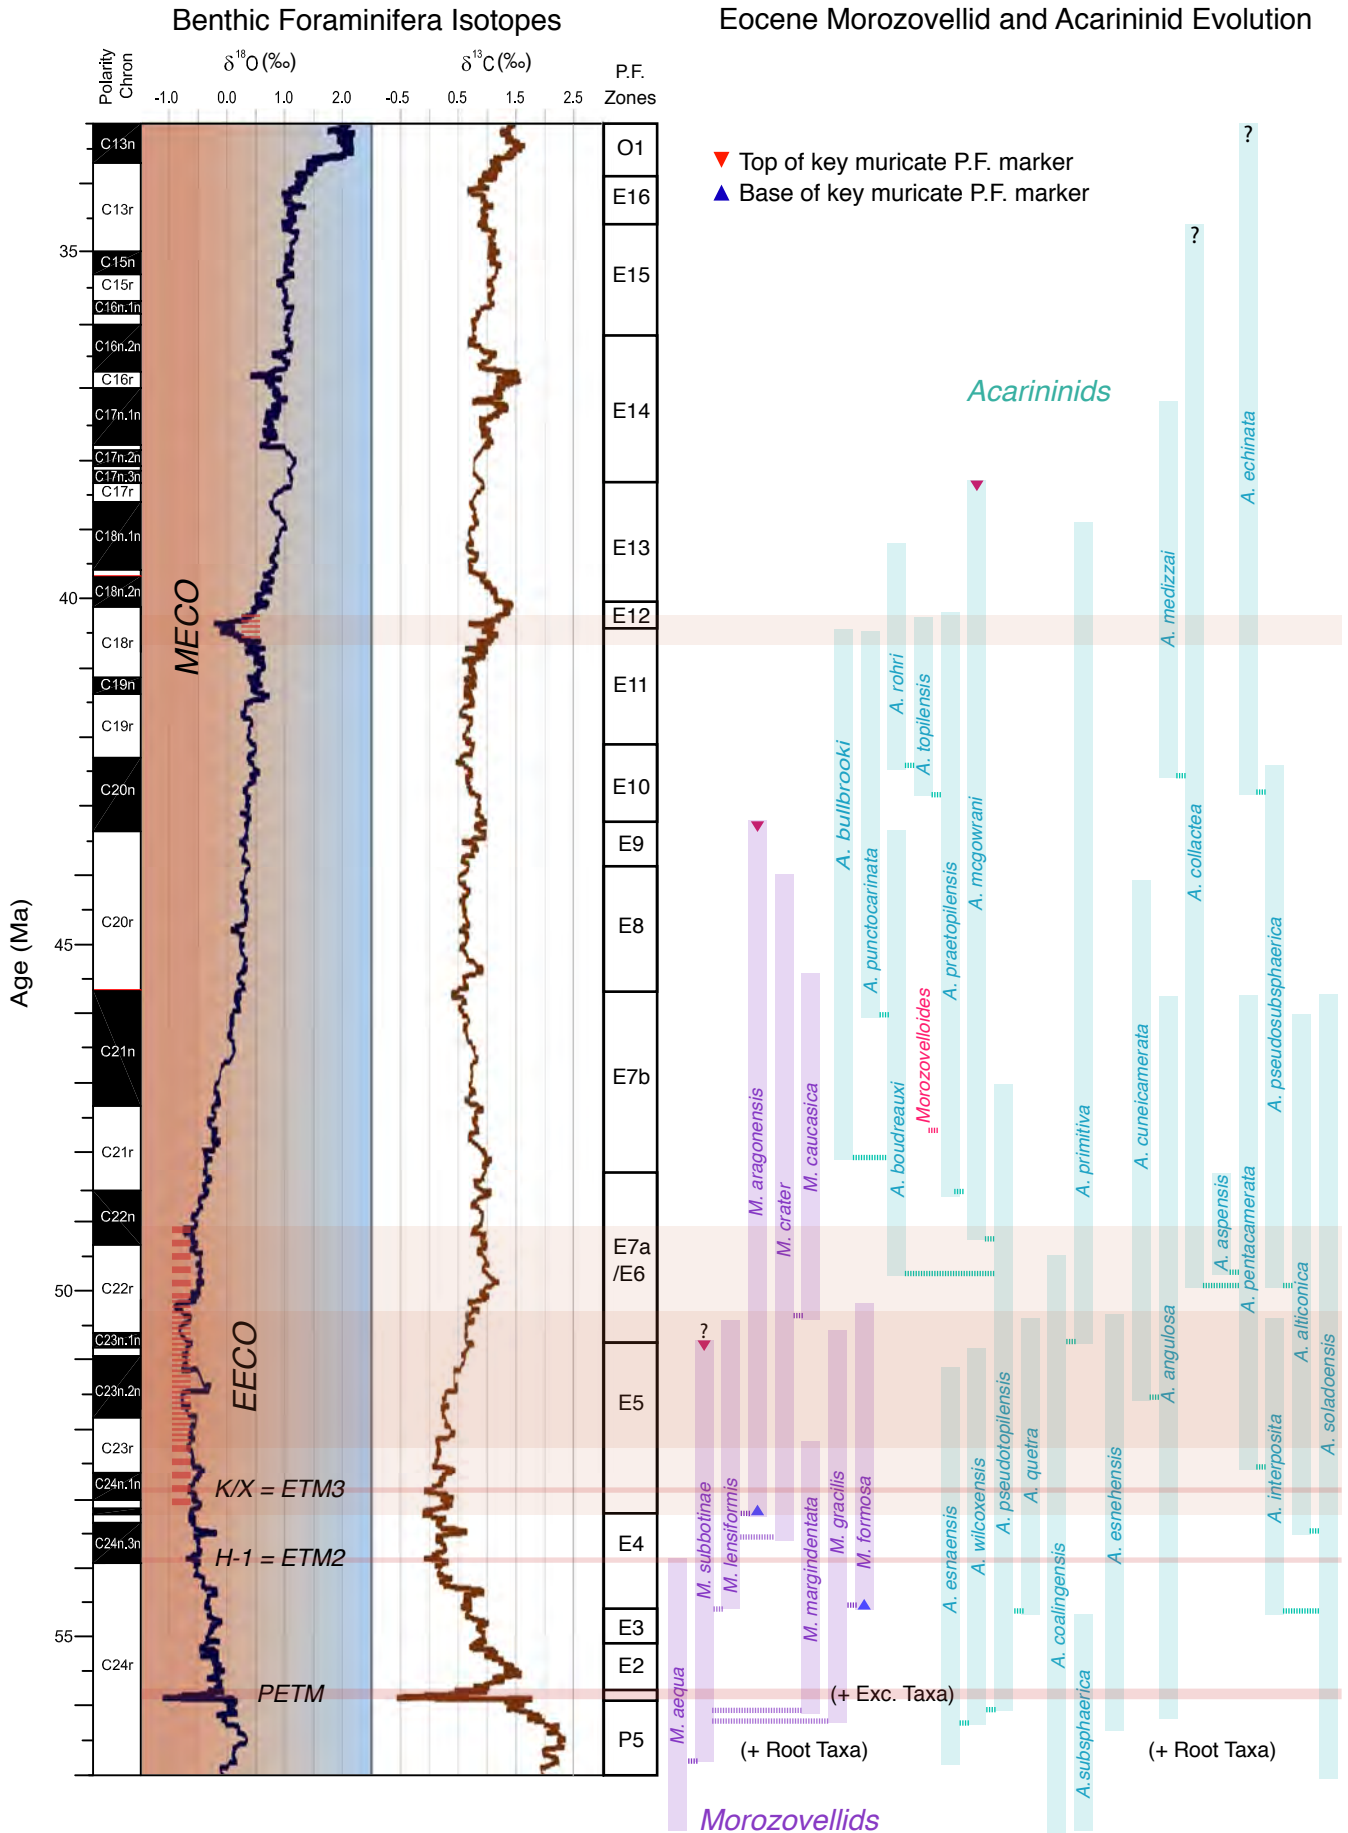 Benthic Foraminifera Isotopes
Eocene Morozovellid and Acarininid Evolution
Polarity
Chron
δ¹⁸O (‰)
δ¹³C (‰)
P.F.
Zones
-1.0 0.0 1.0 2.0
-0.5 0.5 1.5 2.5
▼ Top of key muricate P.F. marker
▲ Base of key muricate P.F. marker
Age (Ma)
35
40
45
50
55
C13n
C13r
C15n
C15r
C16n.1n
C16n.2n
C16r
C17n.1n
C17n.2n
C17n.3n
C17r
C18n.1n
C18n.2n
C18r
C19n
C19r
C20n
C20r
C21n
C21r
C22n
C22r
C23n.1n
C23n.2n
C23r
C24n.1n
C24n.3n
C24r
MECO
EECO
K/X = ETM3
H-1 = ETM2
PETM
O1
E16
E15
E14
E13
E12
E11
E10
E9
E8
E7b
E7a
/E6
E5
E4
E3
E2
P5
Acarininids
?
?
?
M. aequa
M. subbotinae
M. lensiformis
M. aragonensis
M. crater
M. caucasica
M. margindentata
M. gracilis
M. formosa
A. bullbrooki
A. punctocarinata
A. rohri
A. boudreauxi
A. topilensis
Morozovelloides
A. praetopilensis
A. mcgowrani
A. esnaensis
A. wilcoxensis
A. pseudotopilensis
A. quetra
A. coalingensis
A. primitiva
A.subsphaerica
A. esnehensis
A. cuneicamerata
A. medizzai
A. angulosa
A. collactea
A. aspensis
A. echinata
A. pentacamerata
A. pseudosubsphaerica
A. interposita
A. alticonica
A. soladoensis
(+ Exc. Taxa)
(+ Root Taxa)
(+ Root Taxa)
Morozovellids